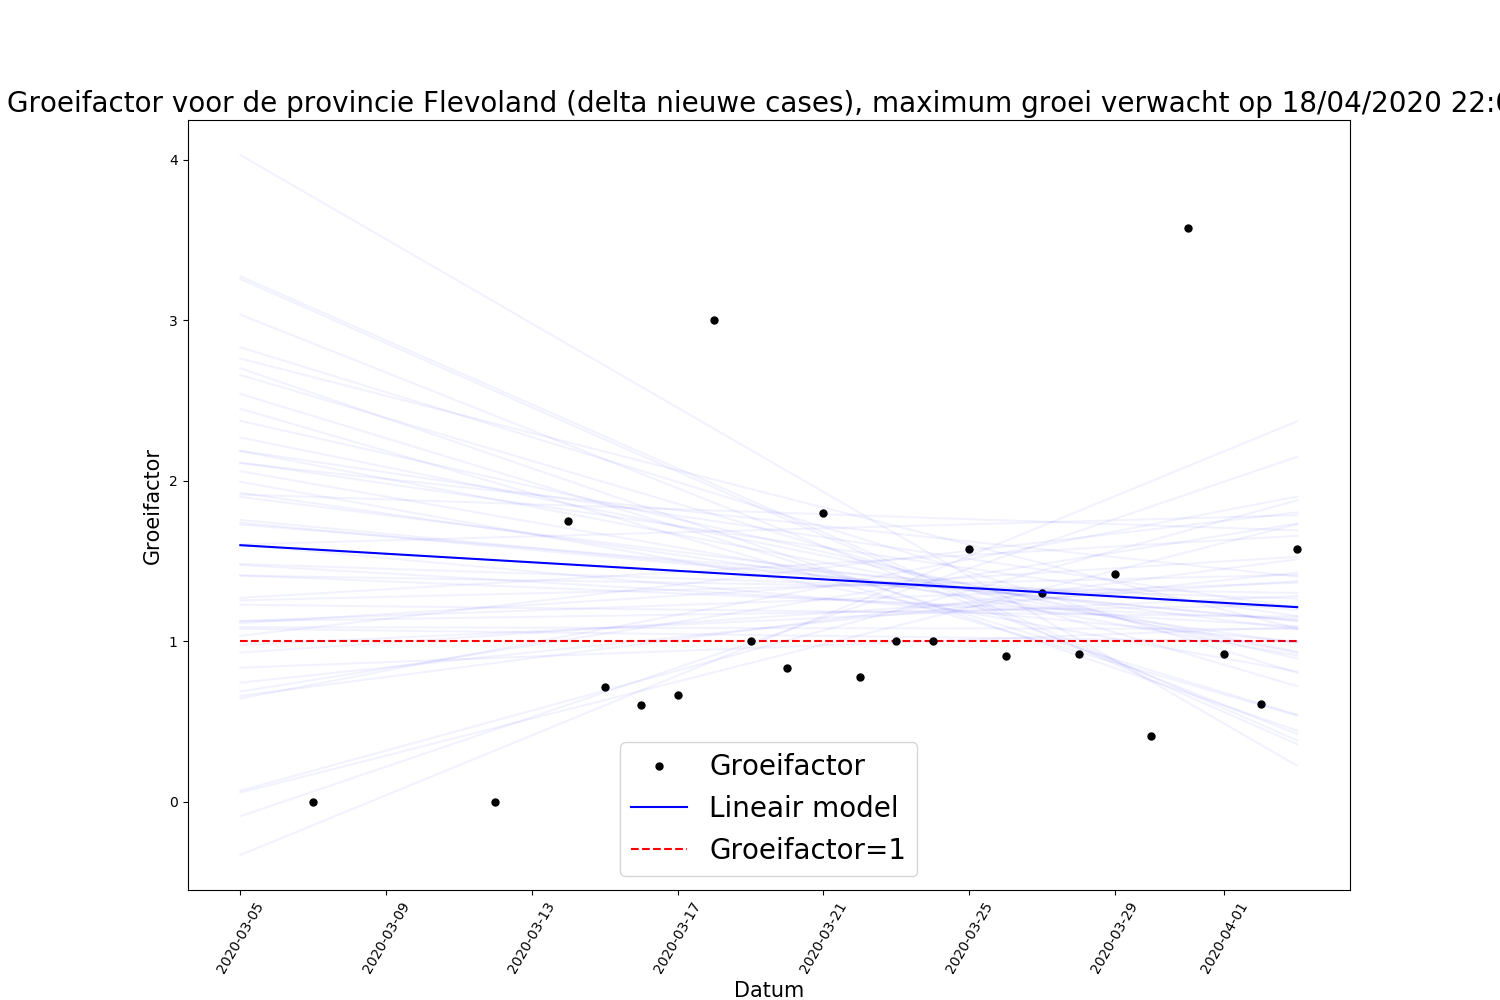 Groeifactor voor de provincie Flevoland (delta nieuwe cases), maximum groei verwacht op 18/04/2020 22:
4
3
2
1
0
Groeifactor
Groeifactor
Lineair model
Groeifactor=1
2020-03-05
2020-03-09
2020-03-13
2020-03-17
2020-03-21
2020-03-25
2020-03-29
2020-04-01
Datum